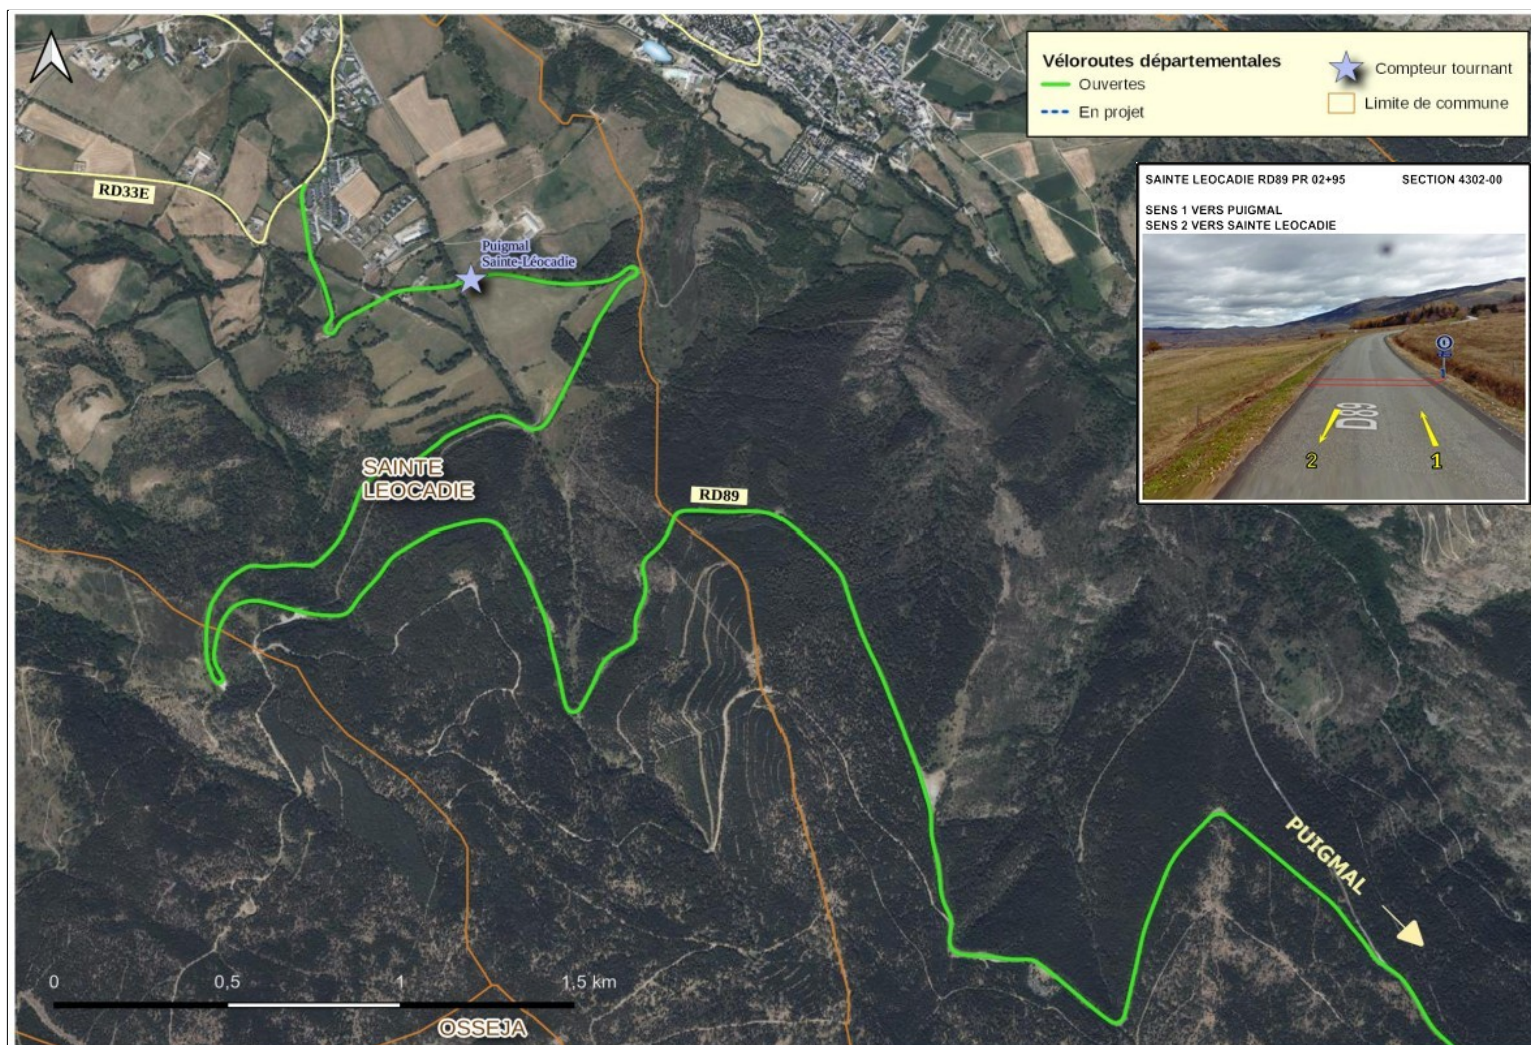 Véloroutes départementales
Ouvertes
En projet
Compteur tournant
Limite de commune
SAINTE LEOCADIE RD89 PR 02+95 SECTION 4302-00
SENS 1 VERS PUIGMAL
SENS 2 VERS SAINTE LEOCADIE
D89
2
1
RD33E
Puigmal
Sainte-Léocadie
SAINTE
LEOCADIE
RD89
PUIGMAL
0 0,5 1 1,5 km
OSSEJA